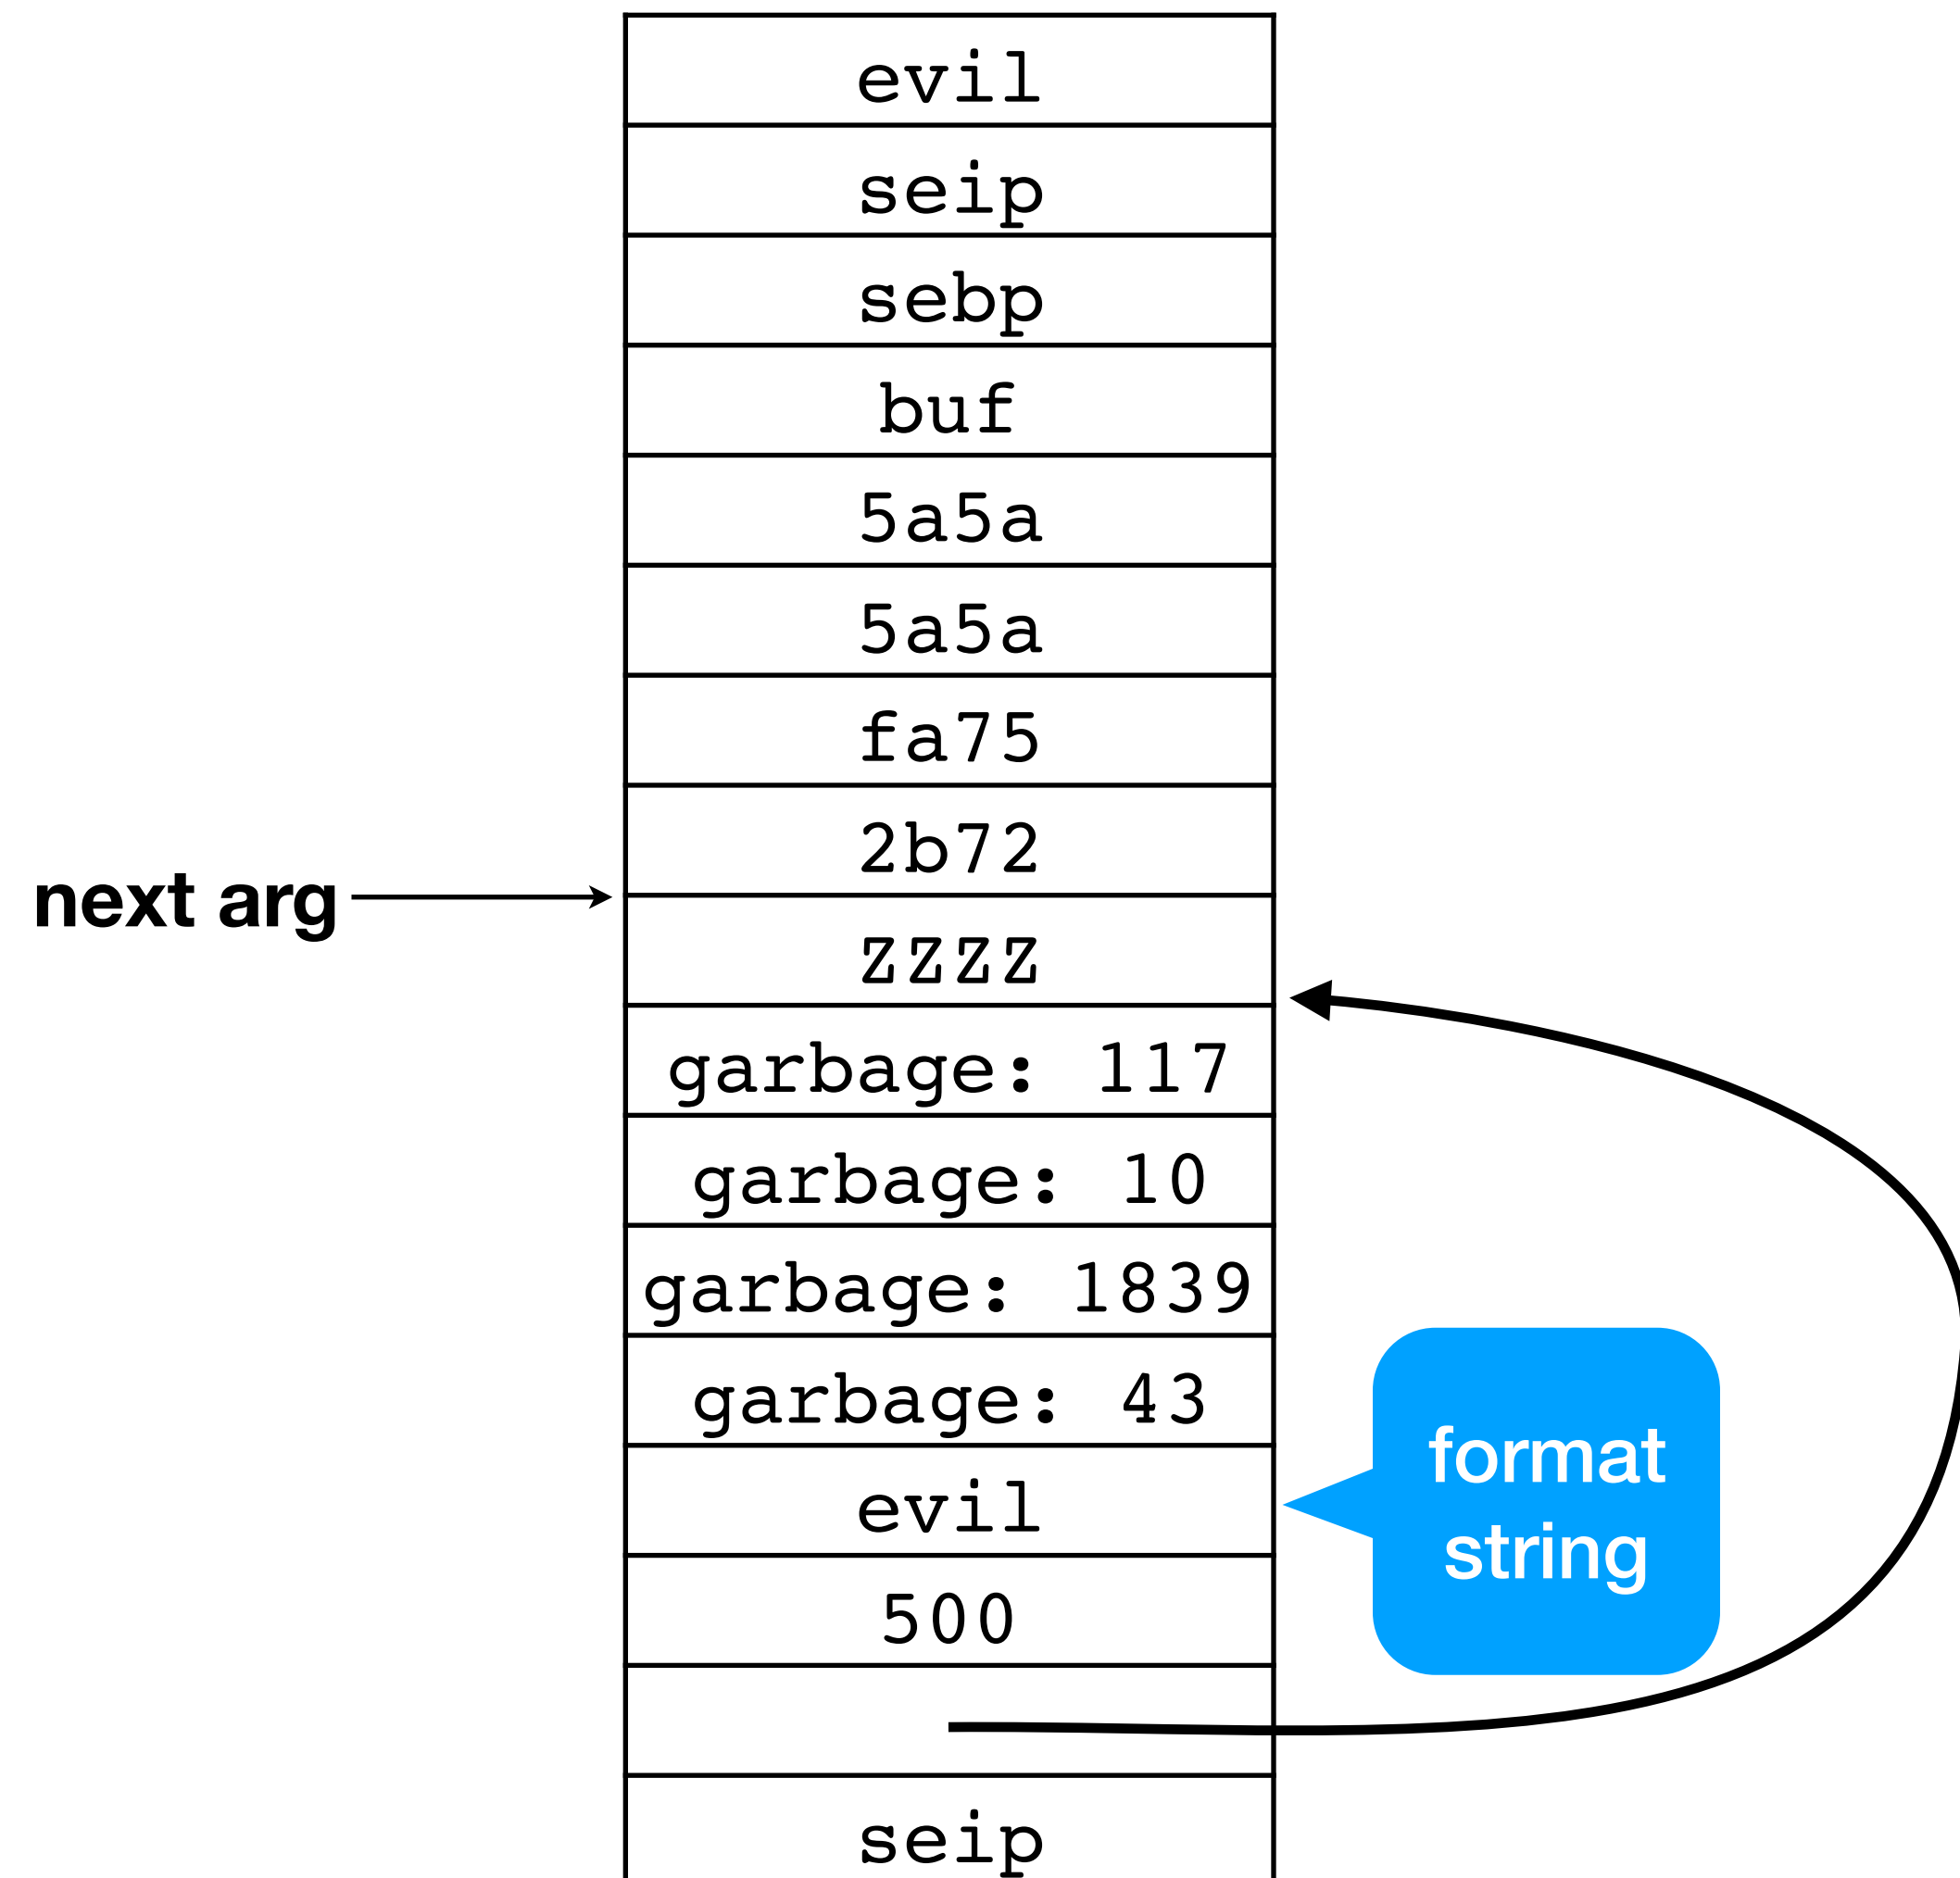 evil
seip
sebp
buf
5a5a
5a5a
fa75
2b72
next arg
zzzz
garbage: 117
garbage: 10
garbage: 1839
garbage: 43
evil
format
string
500
seip